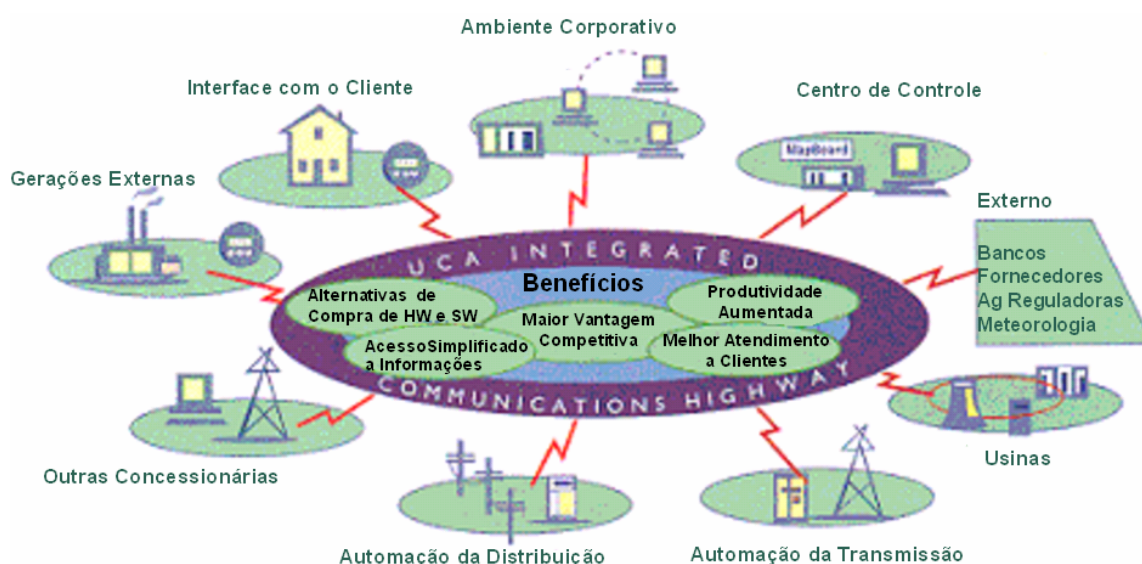 Ambiente Corporativo
Interface com o Cliente
Centro de Controle
MapBoard
Gerações Externas
Externo
Bancos
Fornecedores
Ag Reguladoras
Meteorologia
UCA INTEGRATED
Benefícios
Alternativas de
Compra de HW e SW
Produtividade
Aumentada
Maior Vantagem
Competitiva
AcessoSimplificado
a Informações
Melhor Atendimento
a Clientes
COMMUNICATIONS HIGHWAY
Usinas
Outras Concessionárias
Automação da Distribuição
Automação da Transmissão